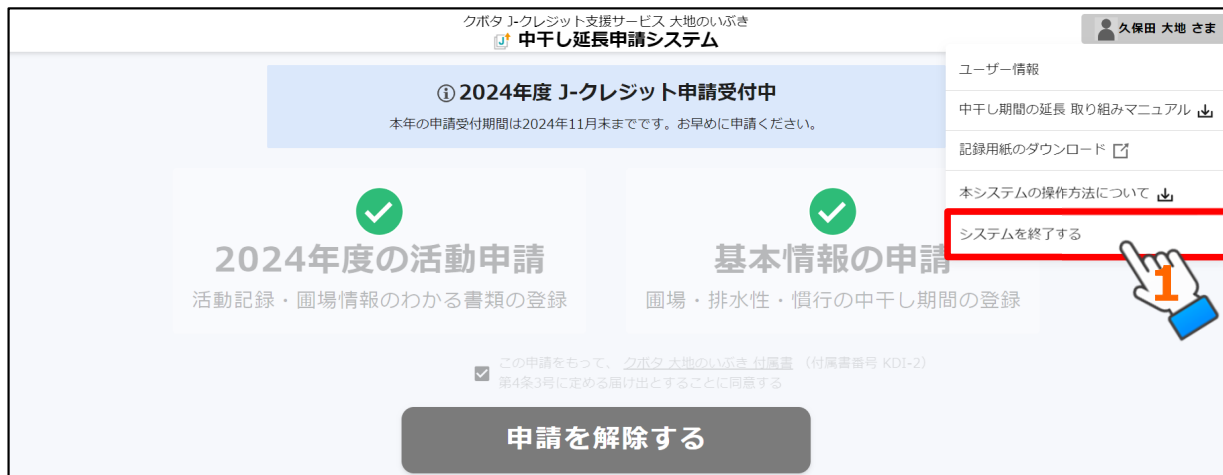 クボタ J-クレジット支援サービス 大地のいぶき
中干し延長申請システム
久保田 大地 さま
ユーザー情報
中干し期間の延長 取り組みマニュアル
記録用紙のダウンロード
本システムの操作方法について
システムを終了する
1
2024年度 J-クレジット申請受付中
本年の申請受付期間は2024年11月末までです。お早めに申請ください。
2024年度の活動申請
活動記録・圃場情報のわかる書類の登録
基本情報の申請
圃場・排水性・慣行の中干し期間の登録
この申請をもって、 クボタ 大地のいぶき 付属書 （付属書番号 KDI-2）
第4条3号に定める届け出とすることに同意する
申請を解除する